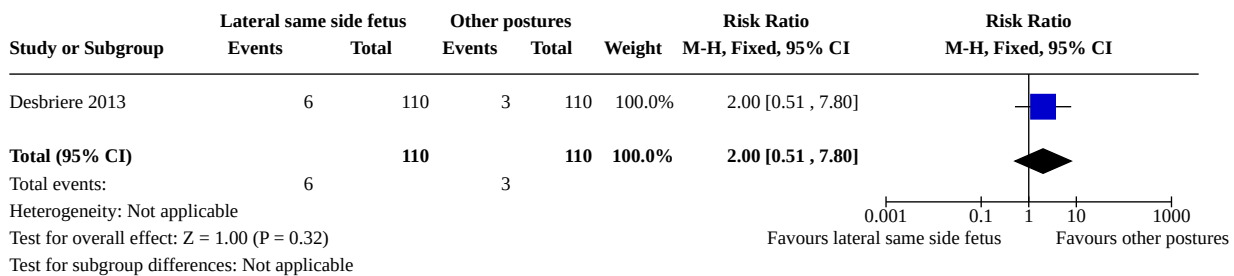 Lateral same side fetus Other postures Risk Ratio Risk Ratio
Study or Subgroup Events Total Events Total Weight M-H, Fixed, 95% CI M-H, Fixed, 95% CI
Desbriere 2013 6 110 3 110 100.0% 2.00 [0.51 , 7.80]
Total (95% CI) 110 110 100.0% 2.00 [0.51 , 7.80]
Total events: 6 3
Heterogeneity: Not applicable
0.001 0.1 1 10 1000
Test for overall effect: Z = 1.00 (P = 0.32) Favours lateral same side fetus Favours other postures
Test for subgroup differences: Not applicable